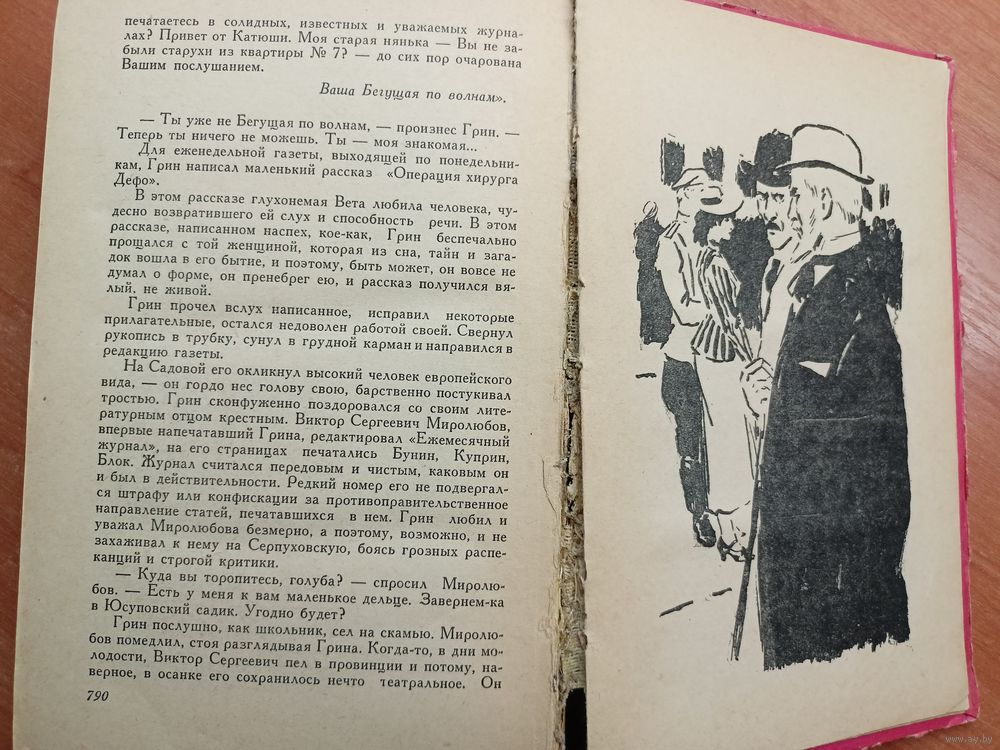 печатаетесь в солидных, известных и уважаемых журна-
лах? Привет от Катюши. Моя старая нянька — Вы не за-
были старухи из квартиры № 7? — до сих пор очарована
Вашим послушанием.
Ваша Бегущая по волнам».
— Ты уже не Бегущая по волнам, — произнес Грин. —
Теперь ты ничего не можешь. Ты — моя знакомая...
Для еженедельной газеты, выходящей по понедельни-
кам, Грин написал маленький рассказ «Операция хирурга
Дефо».
В этом рассказе глухонемая Вета любила человека, чу-
десно возвратившего ей слух и способность речи. В этом
рассказе, написанном наспех, кое-как, Грин беспечально
прощался с той женщиной, которая из сна, тайн и зага-
док вошла в его бытие, и поэтому, быть может, он вовсе не
думал о форме, он пренебрег ею, и рассказ получился вя-
лый. не живой.
Грин прочел вслух написанное, исправил некоторые
прилагательные, остался недоволен работой своей. Свернул
рукопись в трубку, сунул в грудной карман и направился в
редакцию газеты.
На Садовой его окликнул высокий человек европейского
вида, — он гордо нес голову свою, барственно постукивал
тростью. Грин сконфуженно поздоровался со своим лите-
ратурным отцом крестным. Виктор Сергеевич Миролюбов,
впервые напечатавший Грина, редактировал «Ежемесячный
журнал», на его страницах печатались Бунин, Куприн,
Блок. Журнал считался передовым и чистым, каковым он
и был в действительности. Редкий номер его не подвергал-
ся штрафу или конфискации за противоправительственное
направление статей, печатавшихся в нем. Грин любил и
уважал Миролюбова безмерно, а поэтому, возможно, и не
захаживал к нему на Серпуховскую, боясь грозных распе-
канций и строгой критики.
— Куда вы торопитесь, голуба? — спросил Миролю-
бов. — Есть у меня к вам маленькое дельце. Завернем-ка
в Юсуповский садик. Угодно будет?
Грин послушно, как школьник, сел на скамью. Миролю-
бов помедлил, стоя разглядывая Грина. Когда-то, в дни мо-
лодости, Виктор Сергеевич пел в провинции и потому, на-
верное, в осанке его сохранилось нечто театральное. Он
790
www.ay.by